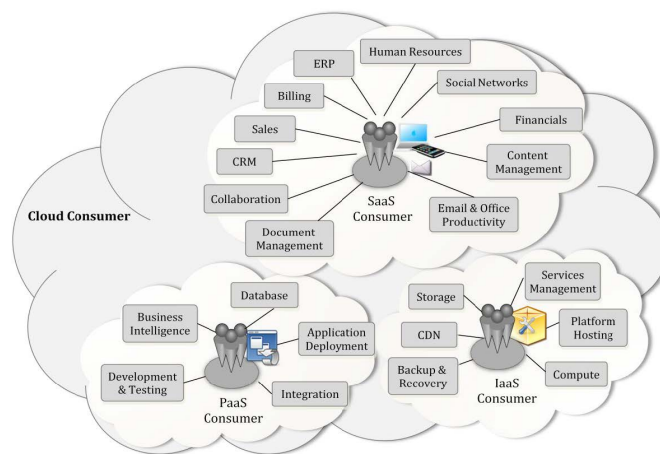 Human Resources
ERP
Social Networks
Billing
Financials
Sales
Content
Management
CRM
Collaboration
SaaS
Consumer
Email & Office
Productivity
Document
Management
Cloud Consumer
Database
Business
Intelligence
Application
Deployment
Development
& Testing
Integration
PaaS
Consumer
Services
Management
Storage
Platform
Hosting
CDN
Backup &
Recovery
Compute
IaaS
Consumer